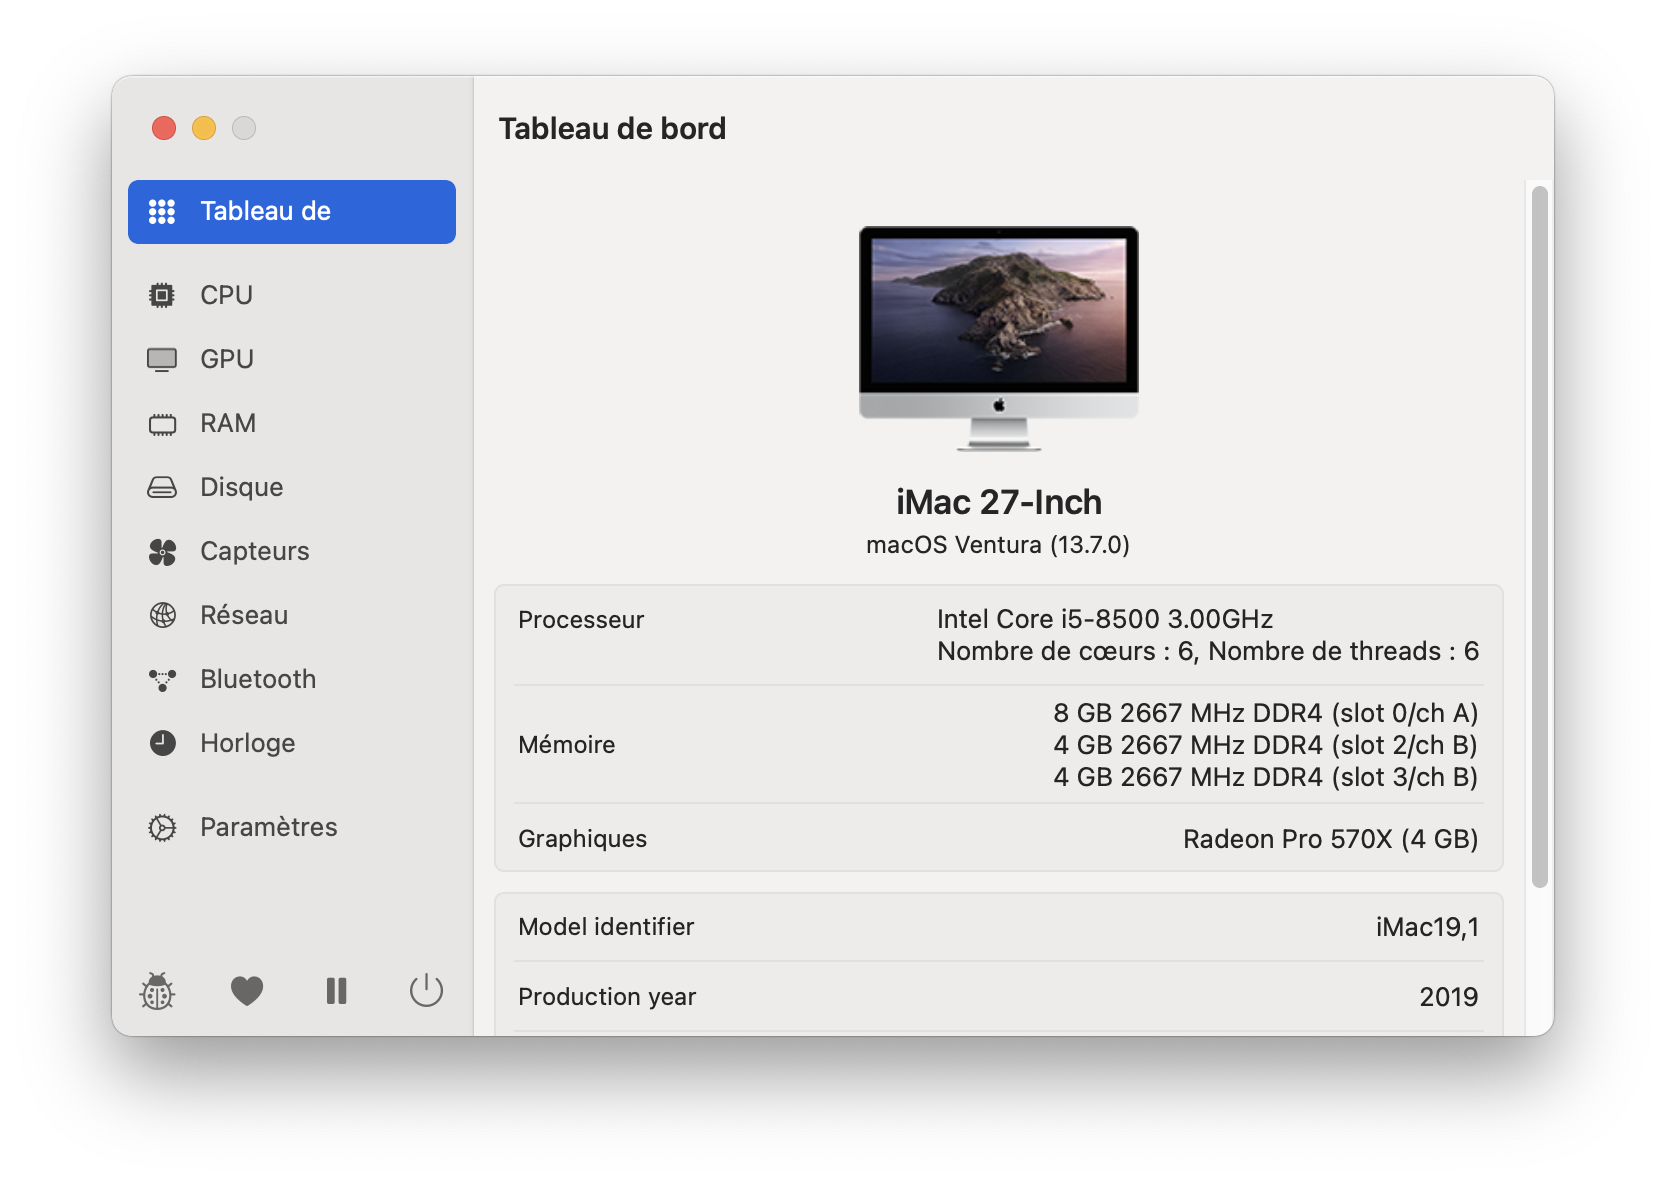 Tableau de bord
Tableau de
CPU
GPU
RAM
Disque
Capteurs
Réseau
Bluetooth
Horloge
Paramètres
iMac 27-Inch
macOS Ventura (13.7.0)
Processeur
Intel Core i5-8500 3.00GHz
Nombre de cœurs : 6, Nombre de threads : 6
Mémoire
8 GB 2667 MHz DDR4 (slot 0/ch A)
4 GB 2667 MHz DDR4 (slot 2/ch B)
4 GB 2667 MHz DDR4 (slot 3/ch B)
Graphiques
Radeon Pro 570X (4 GB)
Model identifier
iMac19,1
Production year
2019